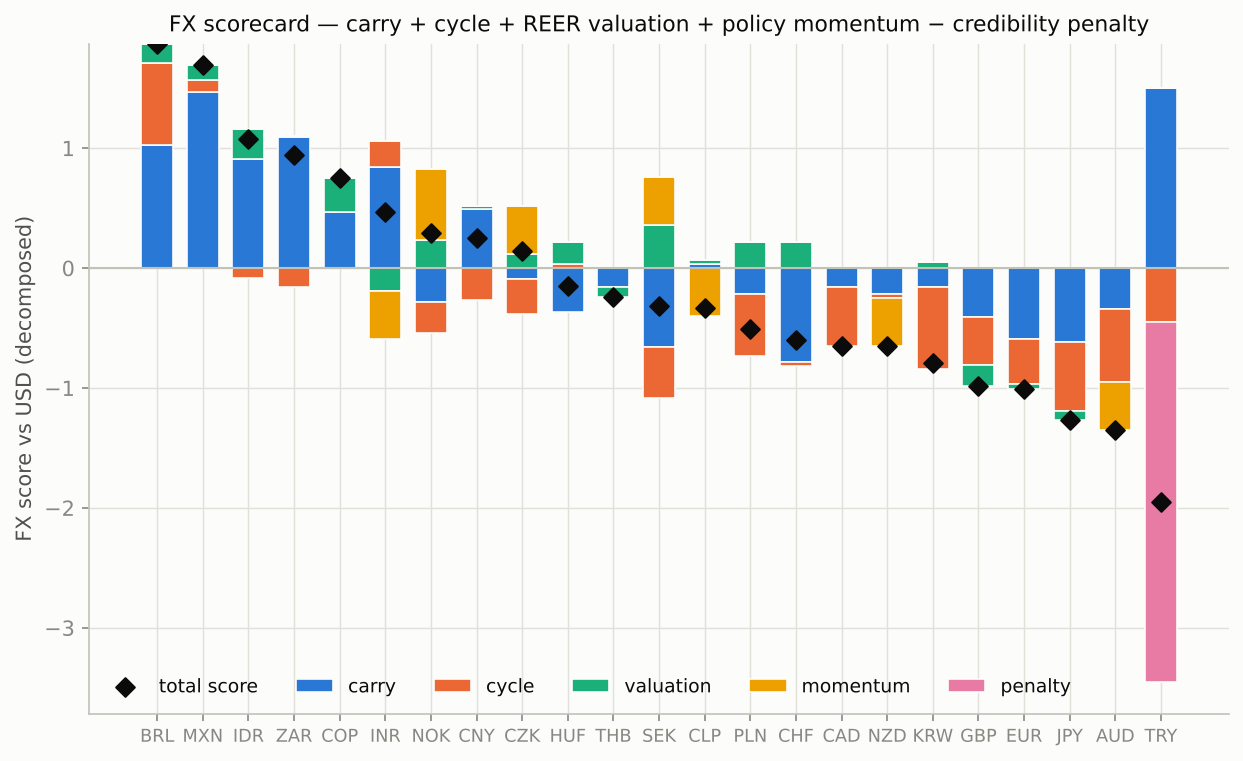 FX scorecard — carry + cycle + REER valuation + policy momentum − credibility penalty
FX score vs USD (decomposed)
1
0
−1
−2
−3
total score carry cycle valuation momentum penalty
BRL MXN IDR ZAR COP INR NOK CNY CZK HUF THB SEK CLP PLN CHF CAD NZD KRW GBP EUR JPY AUD TRY